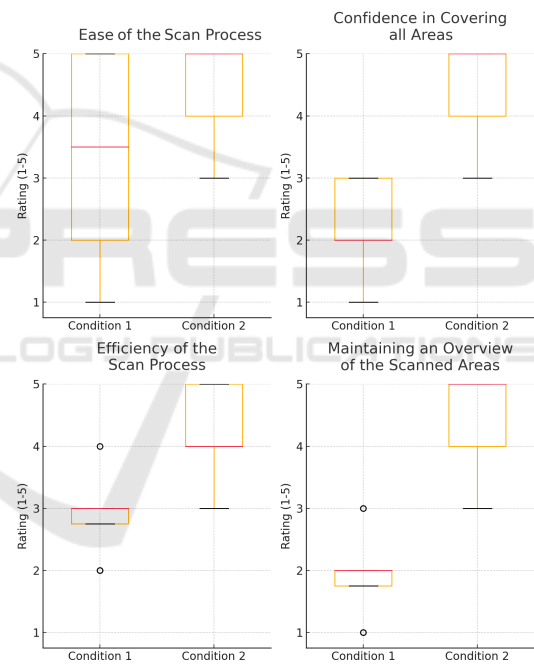 Ease of the Scan Process
Rating (1-5)
5
4
3
2
1
Condition 1 Condition 2
Confidence in Covering
all Areas
Rating (1-5)
5
4
3
2
1
Condition 1 Condition 2
Efficiency of the
Scan Process
Rating (1-5)
5
4
3
2
1
Condition 1 Condition 2
Maintaining an Overview
of the Scanned Areas
Rating (1-5)
5
4
3
2
1
Condition 1 Condition 2
PRESS
LOGY PUBLICATIONS